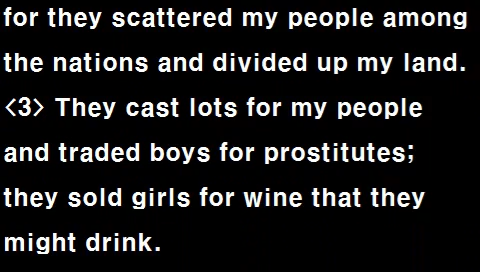 for they scattered my people among
the nations and divided up my land.
<3> They cast lots for my people
and traded boys for prostitutes;
they sold girls for wine that they
might drink.